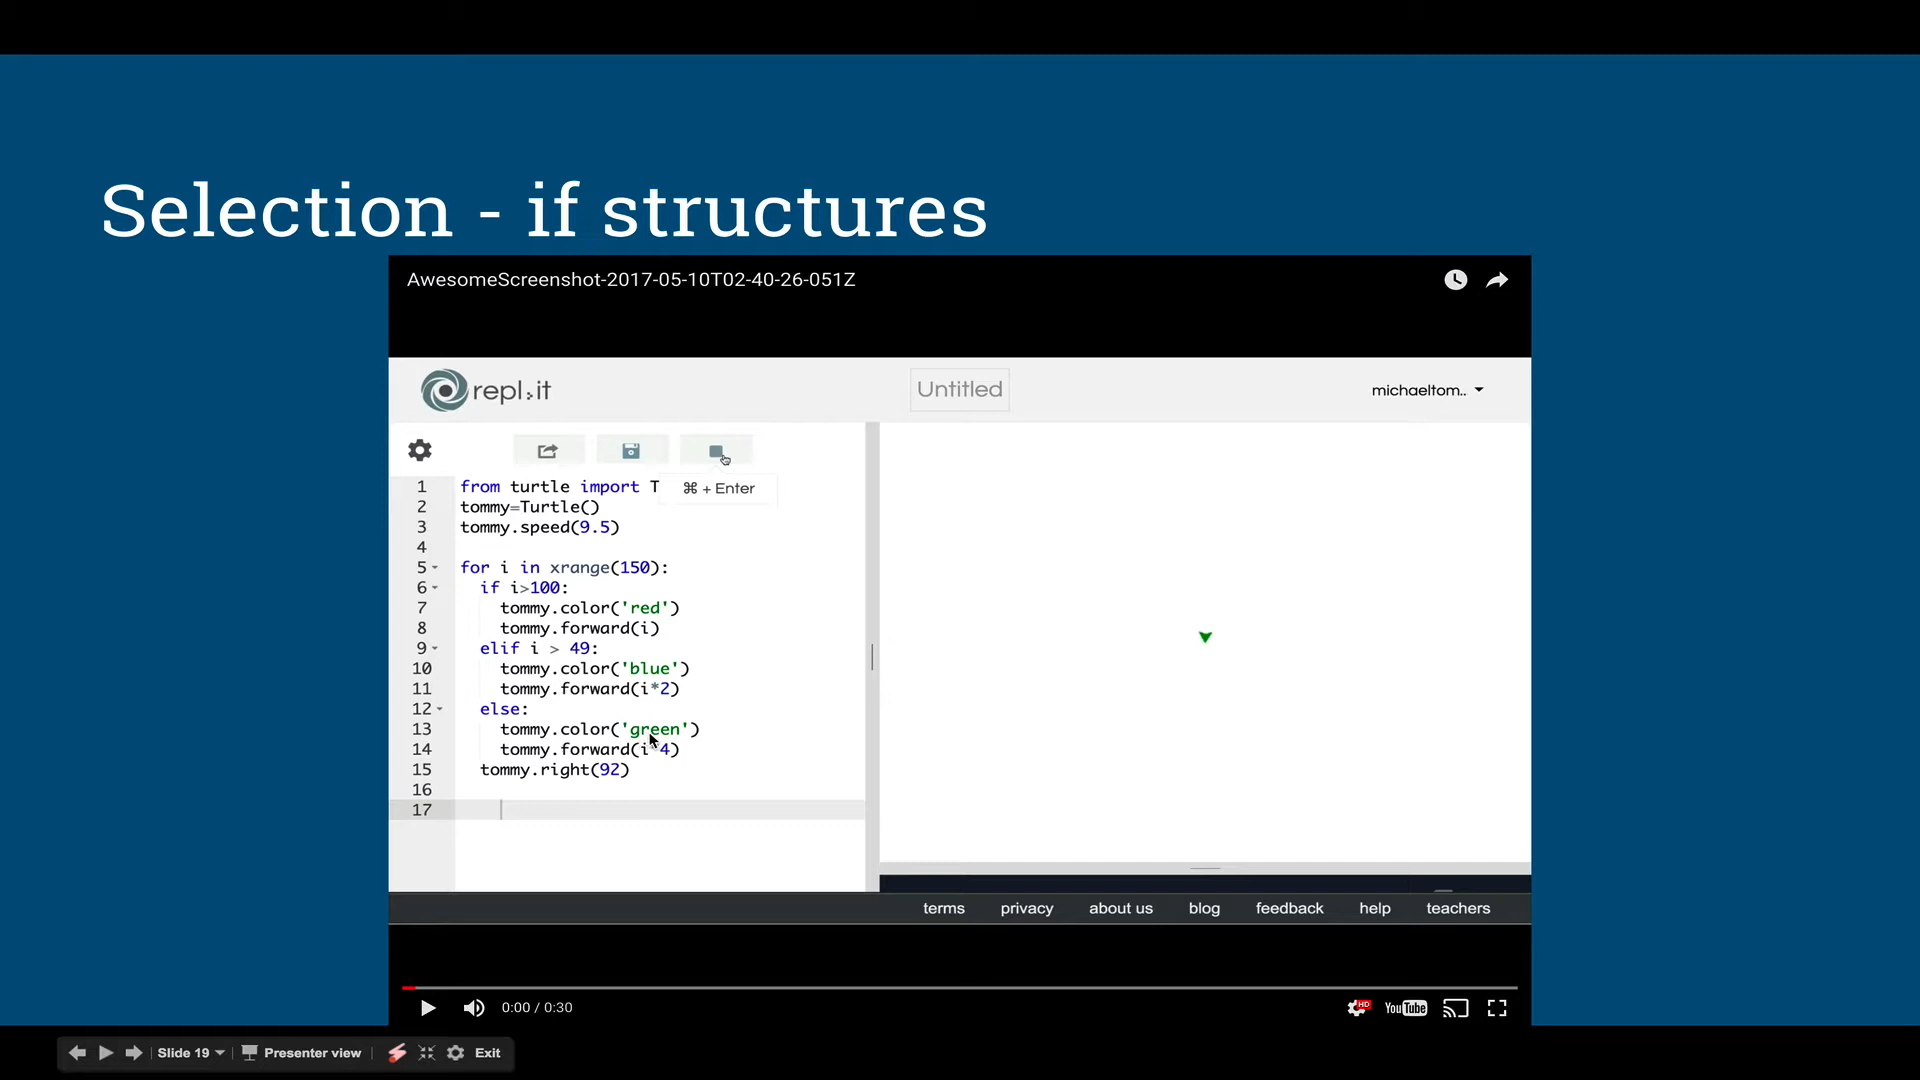 Selection - if structures
AwesomeScreenshot-2017-05-10T02-40-26-051Z
repl.it
Untitled
michaeltom..
⌘ + Enter
1 from turtle import T
2 tommy=Turtle()
3 tommy.speed(9.5)
4
5 for i in xrange(150):
6 if i>100:
7 tommy.color('red')
8 tommy.forward(i)
9 elif i > 49:
10 tommy.color('blue')
11 tommy.forward(i*2)
12 else:
13 tommy.color('green')
14 tommy.forward(i*4)
15 tommy.right(92)
16
17
terms privacy about us blog feedback help teachers
0:00 / 0:30
HD
YouTube
Slide 19 Presenter view Exit